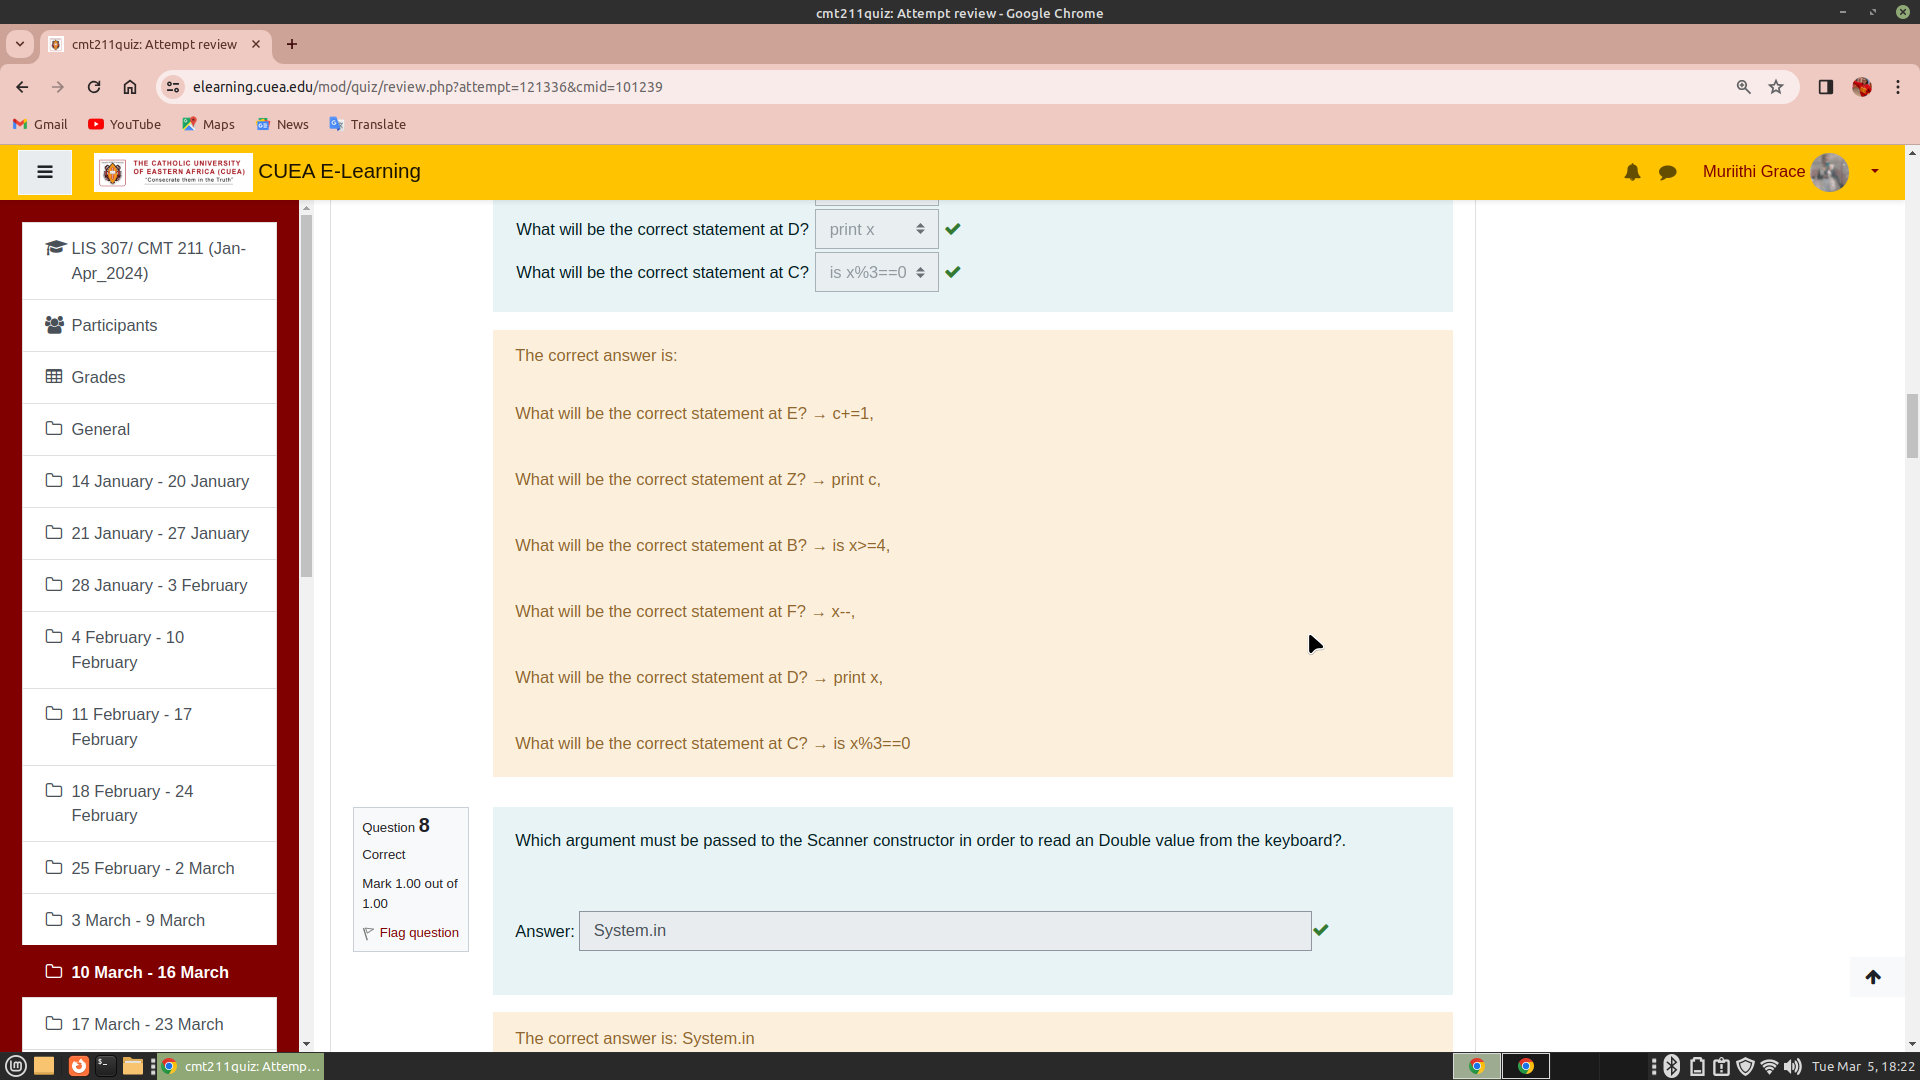 cmt211quiz: Attempt review - Google Chrome
cmt211quiz: Attempt review
elearning.cuea.edu/mod/quiz/review.php?attempt=121336&cmid=101239
Gmail YouTube Maps News Translate
THE CATHOLIC UNIVERSITY
OF EASTERN AFRICA (CUEA)
"Consecrate them in the Truth"
CUEA E-Learning
Muriithi Grace
LIS 307/ CMT 211 (Jan-
Apr_2024)
Participants
Grades
General
14 January - 20 January
21 January - 27 January
28 January - 3 February
4 February - 10
February
11 February - 17
February
18 February - 24
February
25 February - 2 March
3 March - 9 March
10 March - 16 March
17 March - 23 March
What will be the correct statement at D? print x
What will be the correct statement at C? is x%3==0
The correct answer is:
What will be the correct statement at E? → c+=1,
What will be the correct statement at Z? → print c,
What will be the correct statement at B? → is x>=4,
What will be the correct statement at F? → x--,
What will be the correct statement at D? → print x,
What will be the correct statement at C? → is x%3==0
Question 8
Correct
Mark 1.00 out of
1.00
Flag question
Which argument must be passed to the Scanner constructor in order to read an Double value from the keyboard?.
Answer: System.in
The correct answer is: System.in
cmt211quiz: Attemp...
Tue Mar 5, 18:22